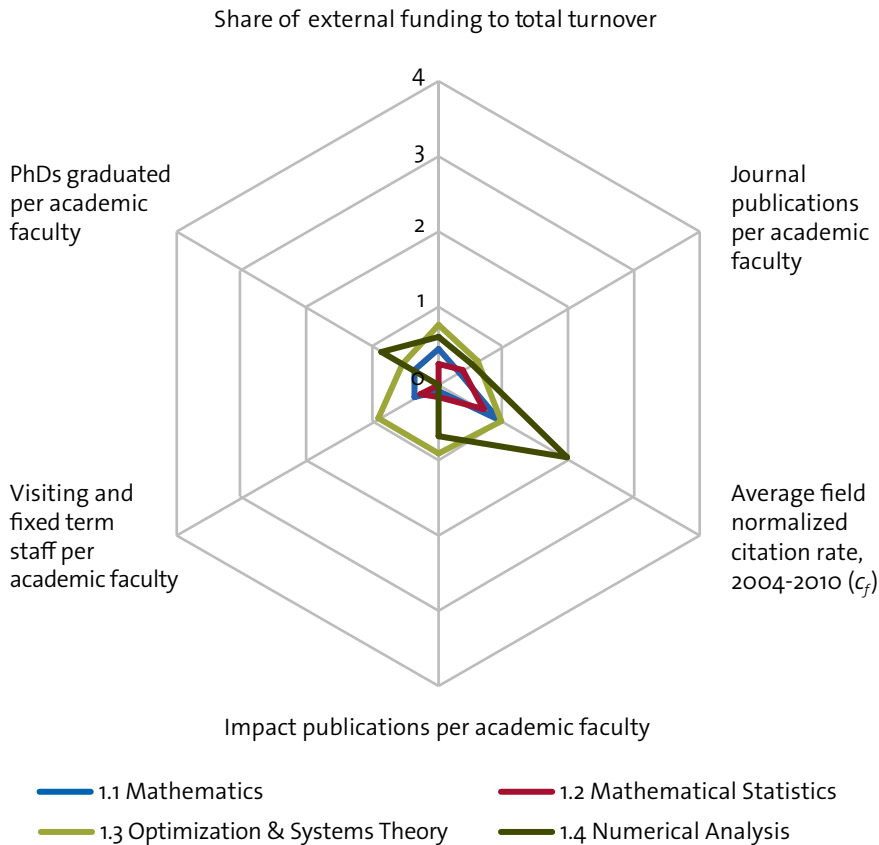 Share of external funding to total turnover
4
3
2
1
0
PhDs graduated
per academic
faculty
Journal
publications
per academic
faculty
Visiting and
fixed term
staff per
academic faculty
Average field
normalized
citation rate,
2004-2010 (cf)
Impact publications per academic faculty
1.1 Mathematics
1.2 Mathematical Statistics
1.3 Optimization & Systems Theory
1.4 Numerical Analysis